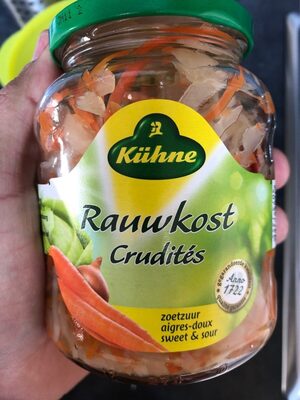 Kühne
Rauwkost
Crudités
Anno
1722
zoetzuur
aigres-doux
sweet & sour